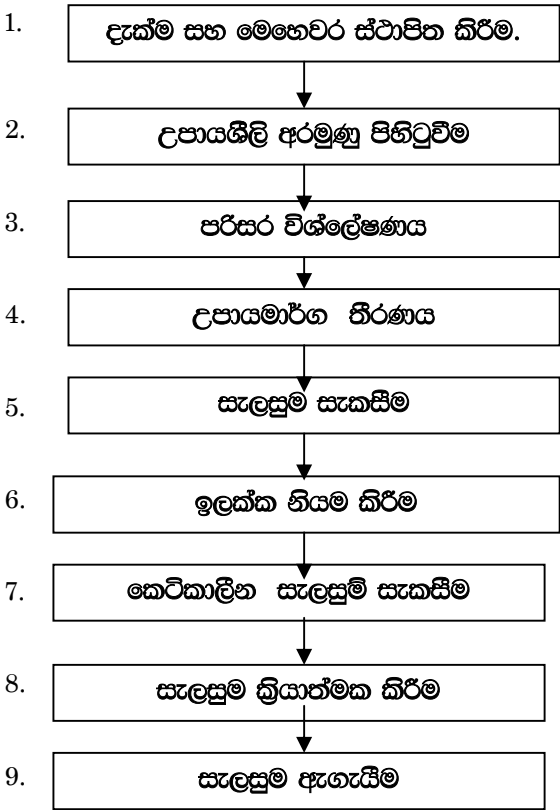 1. දැක්ම සහ මෙහෙවර ස්ථාපිත කිරීම.
2. උපායශීලි අරමුණු පිහිටුවීම
3. පරිසර විශ්ලේෂණය
4. උපායමාර්ග තීරණය
5. සැලසුම සැකසීම
6. ඉලක්ක නියම කිරීම
7. කෙටිකාලීන සැලසුම් සැකසීම
8. සැලසුම ක්‍රියාත්මක කිරීම
9. සැලසුම ඇගැයීම